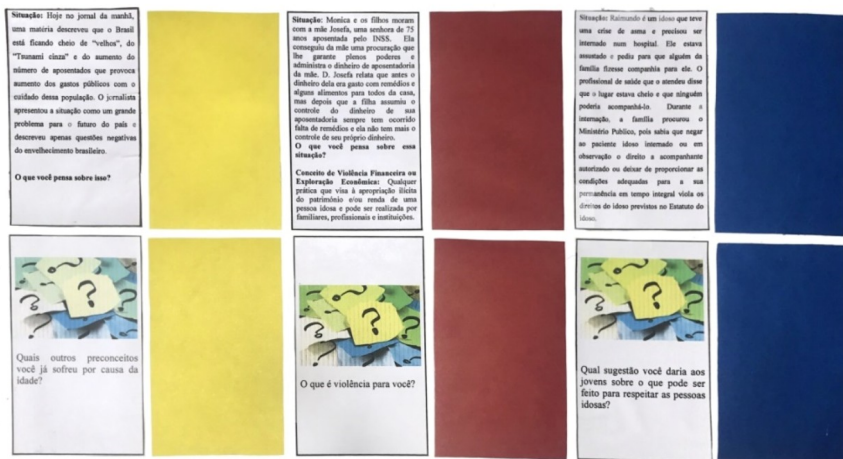 Situação: Hoje no jornal da manhã,
uma matéria descreveu que o Brasil
está ficando cheio de "velhos", do
"Tsunami cinza" e do aumento do
número de aposentados que provoca
aumento dos gastos públicos com o
cuidado dessa população. O jornalista
apresentou a situação como um grande
problema para o futuro do país e
descreveu apenas questões negativas
do envelhecimento brasileiro.
O que você pensa sobre isso?
Situação: Monica e os filhos moram
com a mãe Josefa, uma senhora de 75
anos aposentada pelo INSS. Ela
conseguiu da mãe uma procuração que
lhe garante plenos poderes e
administra o dinheiro de aposentadoria
da mãe. D. Josefa relata que antes o
dinheiro dela era gasto com remédios e
alguns alimentos para todos da casa,
mas depois que a filha assumiu o
controle do dinheiro de sua
aposentadoria sempre tem ocorrido
falta de remédios e ela não tem mais o
controle de seu próprio dinheiro.
O que você pensa sobre essa
situação?
Conceito de Violência Financeira ou
Exploração Econômica: Qualquer
prática que visa à apropriação ilícita
do patrimônio e/ou renda de uma
pessoa idosa e pode ser realizada por
familiares, profissionais e instituições.
Situação: Raimundo é um idoso que teve
uma crise de asma e precisou ser
internado num hospital. Ele estava
assustado e pedia para que alguém da
família fizesse companhia para ele. O
profissional de saúde que o atendeu disse
que o lugar estava cheio e que ninguém
poderia acompanhá-lo. Durante a
internação, a família procurou o
Ministério Publico, pois sabia que negar
ao paciente idoso internado ou em
observação o direito a acompanhante
autorizado ou deixar de proporcionar as
condições adequadas para a sua
permanência em tempo integral viola os
direitos do idoso previstos no Estatuto do
Idoso.
Quais outros preconceitos
você já sofreu por causa da
idade?
O que é violência para você?
Qual sugestão você daria aos
jovens sobre o que pode ser
feito para respeitar as pessoas
idosas?